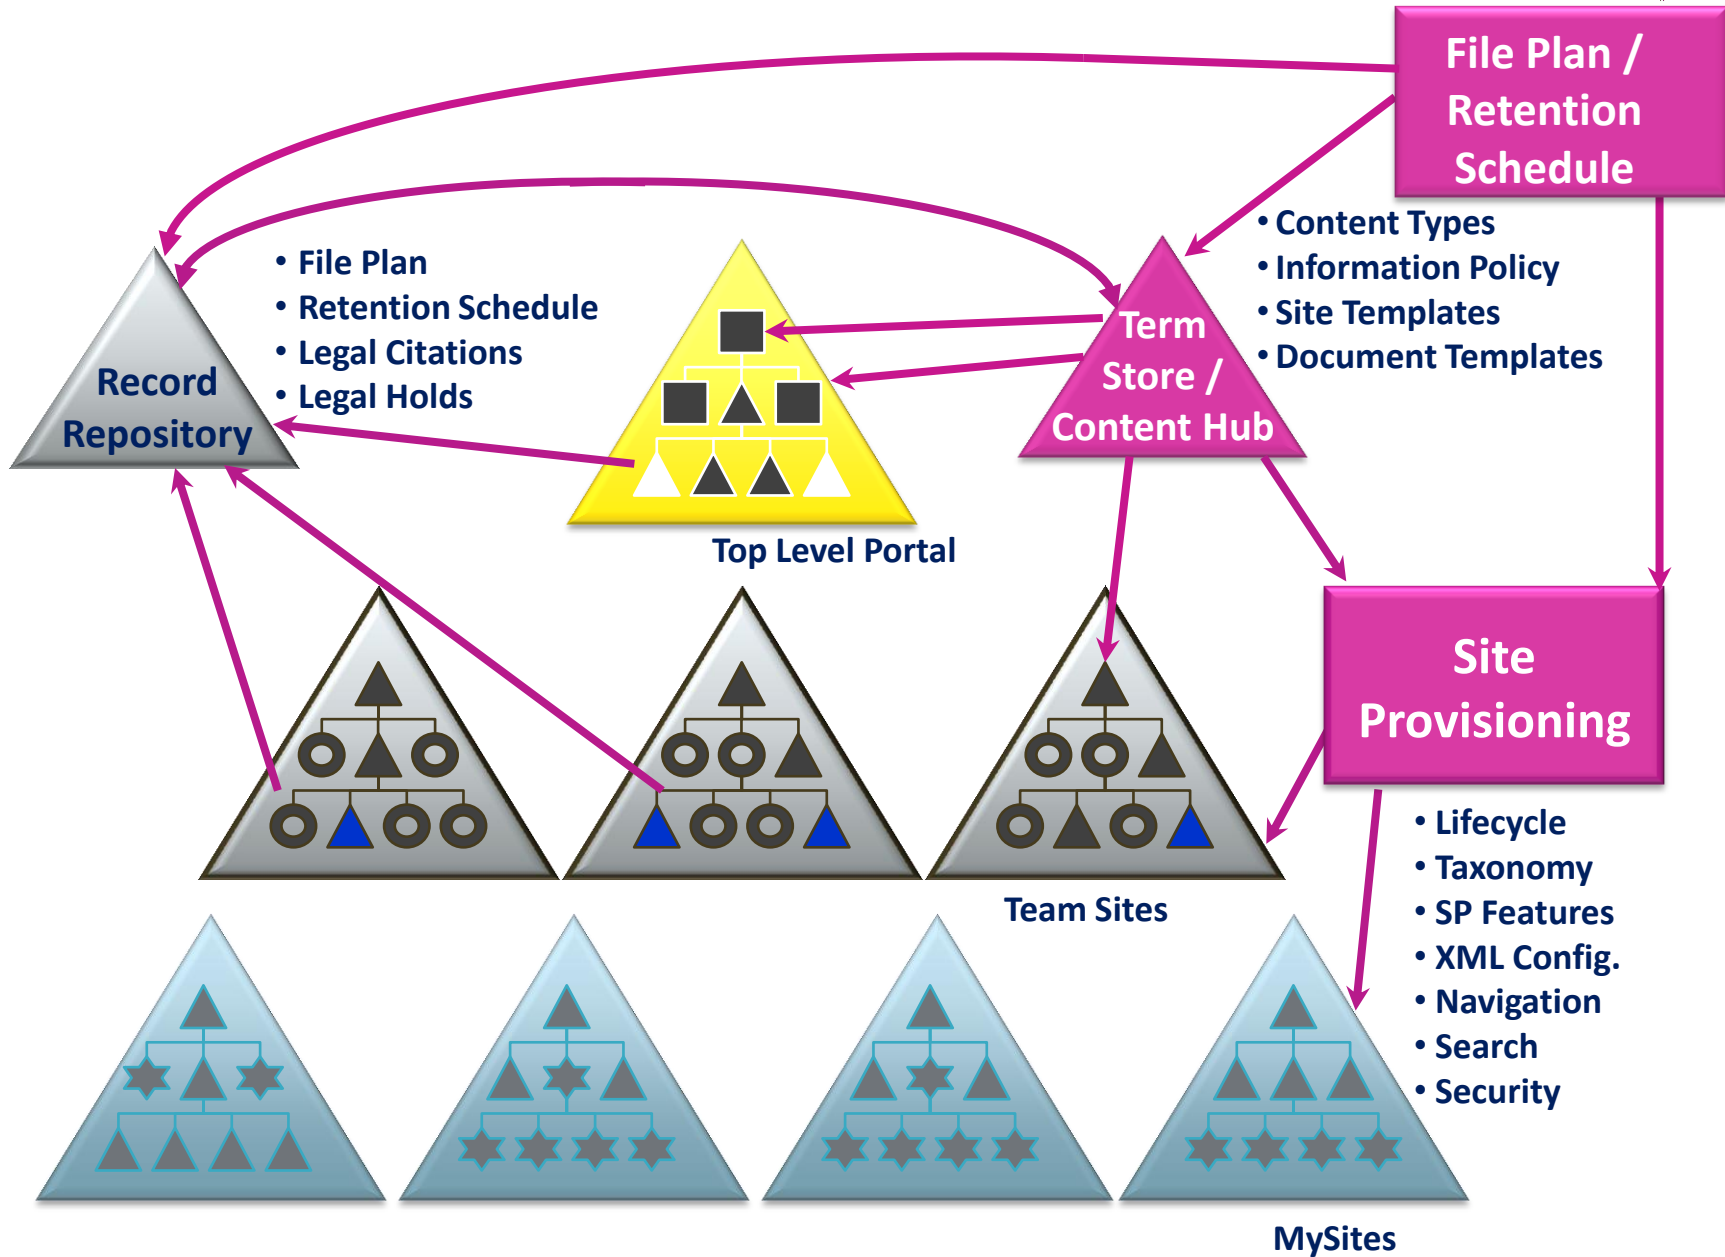 File Plan /
Retention
Schedule
• Content Types
• Information Policy
• Site Templates
• Document Templates
• File Plan
• Retention Schedule
• Legal Citations
• Legal Holds
Record
Repository
Term
Store /
Content Hub
Top Level Portal
Site
Provisioning
• Lifecycle
• Taxonomy
• SP Features
• XML Config.
• Navigation
• Search
• Security
Team Sites
MySites